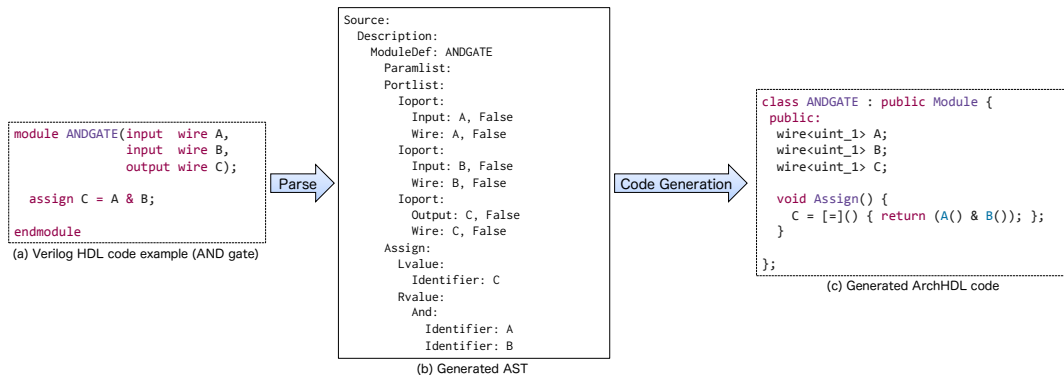 module ANDGATE(input  wire A,
               input  wire B,
               output wire C);
  assign C = A & B;
endmodule
(a) Verilog HDL code example (AND gate)
Parse
Source:
  Description:
    ModuleDef: ANDGATE
      Paramlist:
      Portlist:
        Ioport:
          Input: A, False
          Wire: A, False
        Ioport:
          Input: B, False
          Wire: B, False
        Ioport:
          Output: C, False
          Wire: C, False
      Assign:
        Lvalue:
          Identifier: C
        Rvalue:
          And:
            Identifier: A
            Identifier: B
(b) Generated AST
Code Generation
class ANDGATE : public Module {
 public:
  wire<uint_1> A;
  wire<uint_1> B;
  wire<uint_1> C;
  void Assign() {
    C = [=]() { return (A() & B()); };
  }
};
(c) Generated ArchHDL code